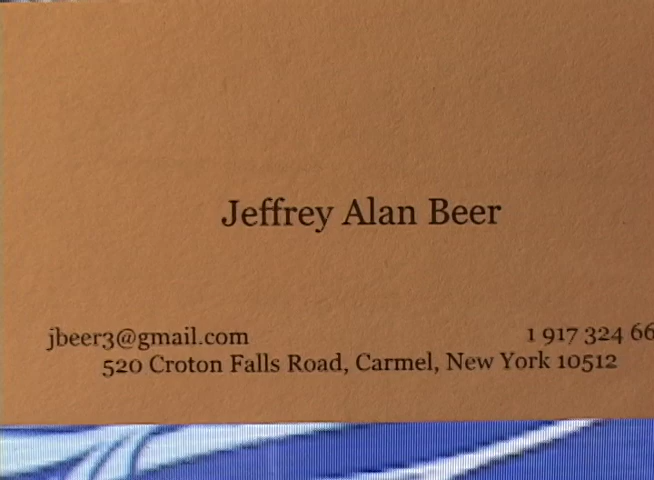 Jeffrey Alan Beer
jbeer3@gmail.com 1 917 324 66
520 Croton Falls Road, Carmel, New York 10512